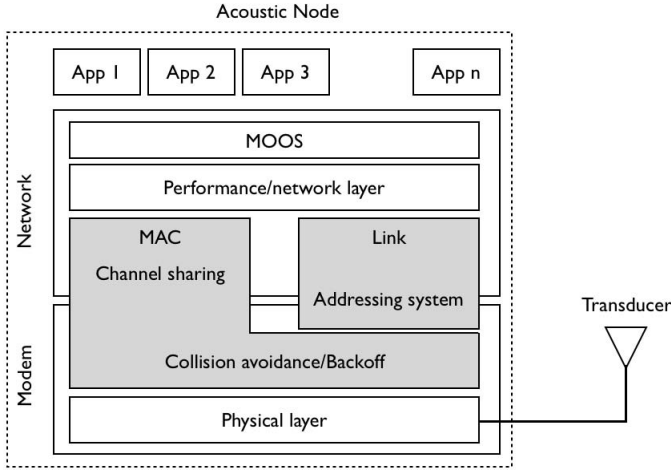 Acoustic Node
App 1
App 2
App 3
App n
Network
MOOS
Performance/network layer
MAC
Channel sharing
Link
Addressing system
Transducer
Modem
Collision avoidance/Backoff
Physical layer